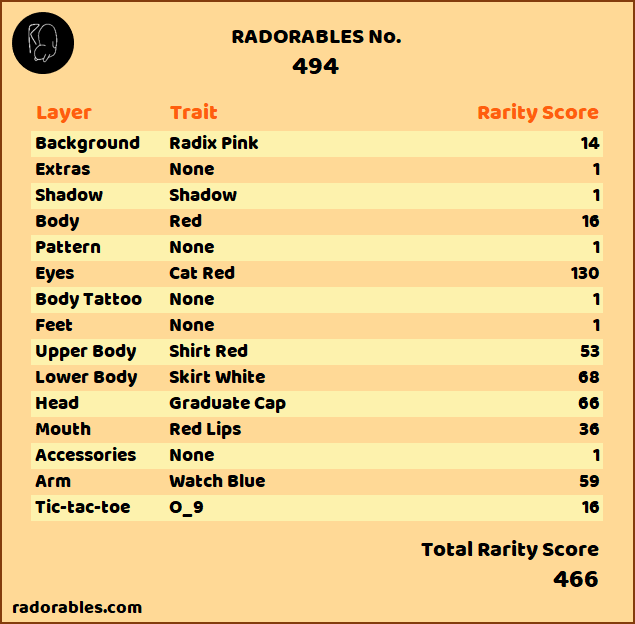 RADORABLES No.
494
Layer Trait Rarity Score
Background Radix Pink 14
Extras None 1
Shadow Shadow 1
Body Red 16
Pattern None 1
Eyes Cat Red 130
Body Tattoo None 1
Feet None 1
Upper Body Shirt Red 53
Lower Body Skirt White 68
Head Graduate Cap 66
Mouth Red Lips 36
Accessories None 1
Arm Watch Blue 59
Tic-tac-toe O_9 16
Total Rarity Score
466
radorables.com